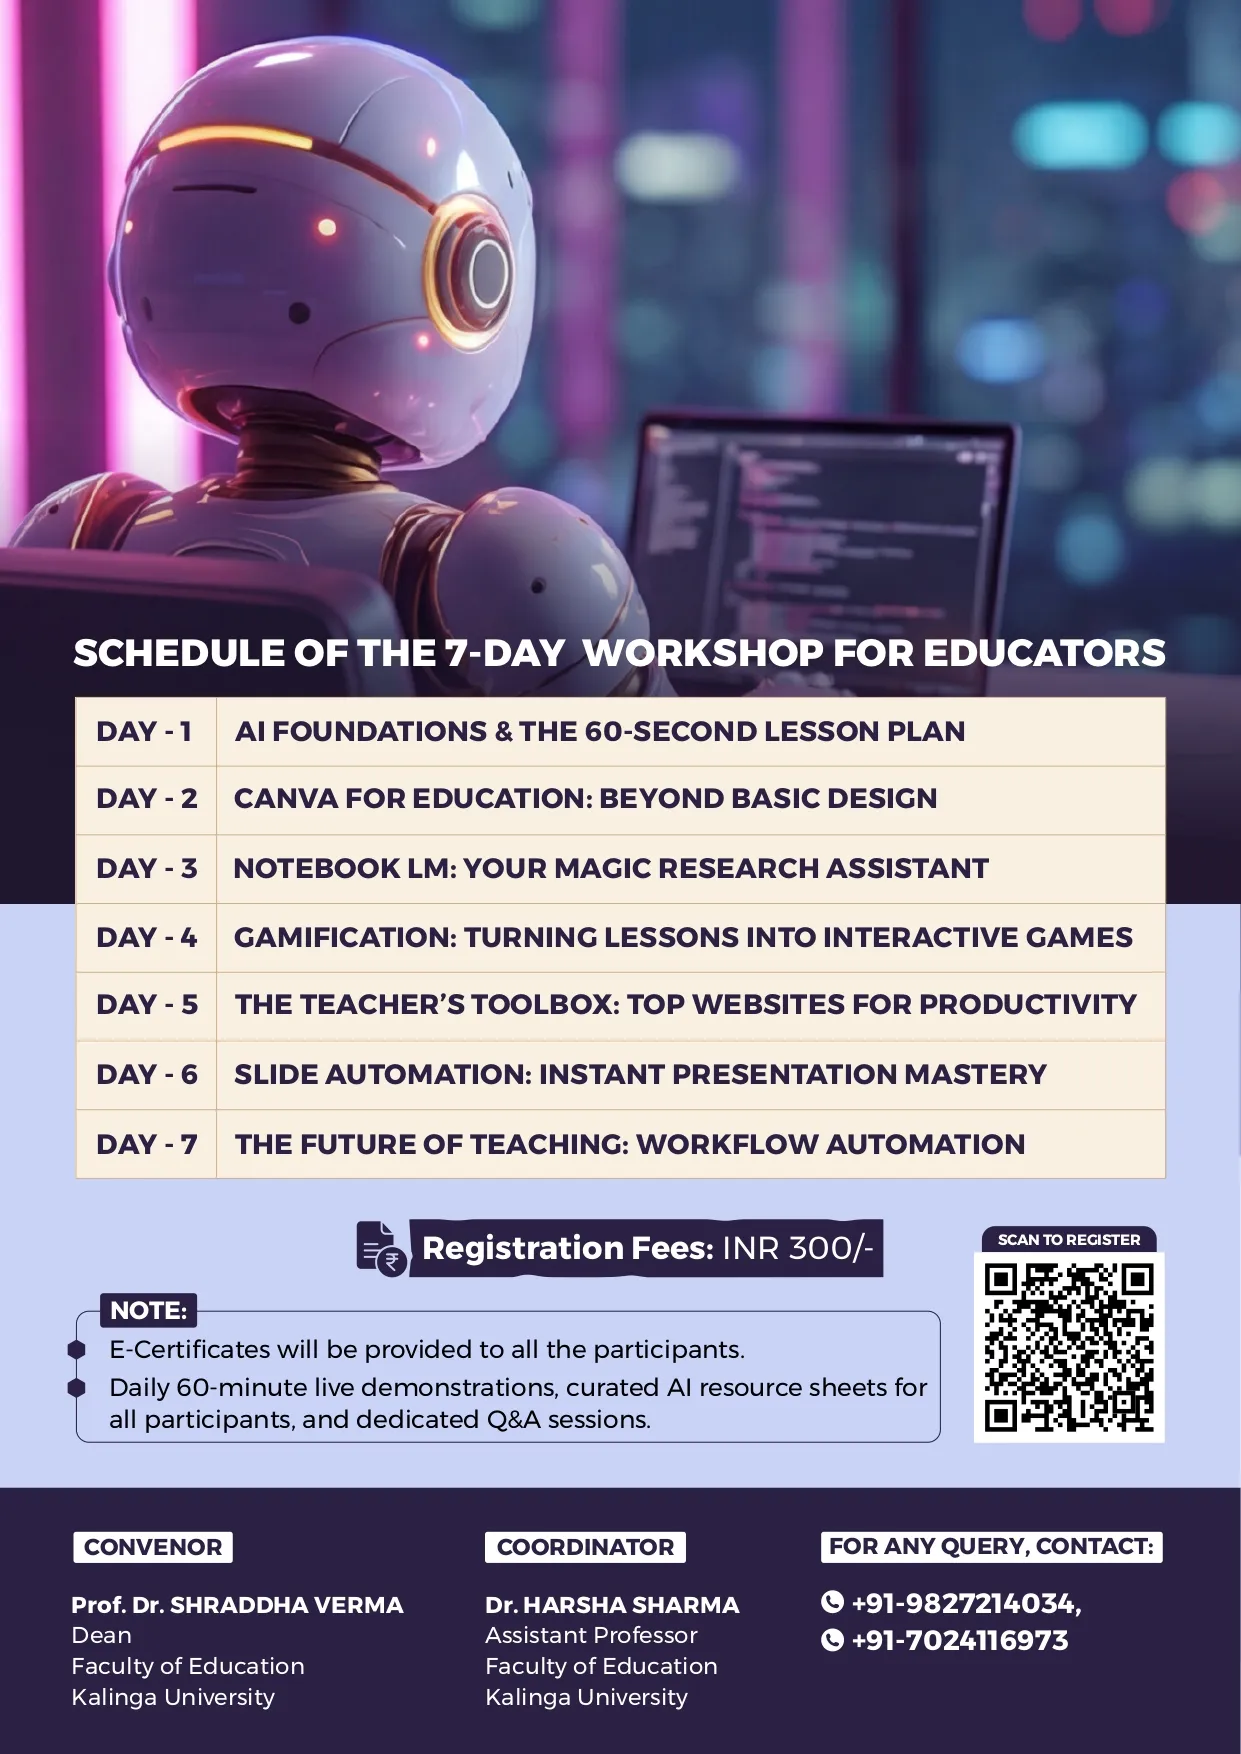 SCHEDULE OF THE 7-DAY WORKSHOP FOR EDUCATORS
DAY - 1 AI FOUNDATIONS & THE 60-SECOND LESSON PLAN
DAY - 2 CANVA FOR EDUCATION: BEYOND BASIC DESIGN
DAY - 3 NOTEBOOK LM: YOUR MAGIC RESEARCH ASSISTANT
DAY - 4 GAMIFICATION: TURNING LESSONS INTO INTERACTIVE GAMES
DAY - 5 THE TEACHER’S TOOLBOX: TOP WEBSITES FOR PRODUCTIVITY
DAY - 6 SLIDE AUTOMATION: INSTANT PRESENTATION MASTERY
DAY - 7 THE FUTURE OF TEACHING: WORKFLOW AUTOMATION
Registration Fees: INR 300/-
SCAN TO REGISTER
NOTE:
E-Certificates will be provided to all the participants.
Daily 60-minute live demonstrations, curated AI resource sheets for
all participants, and dedicated Q&A sessions.
CONVENOR
Prof. Dr. SHRADDHA VERMA
Dean
Faculty of Education
Kalinga University
COORDINATOR
Dr. HARSHA SHARMA
Assistant Professor
Faculty of Education
Kalinga University
FOR ANY QUERY, CONTACT:
+91-9827214034,
+91-7024116973